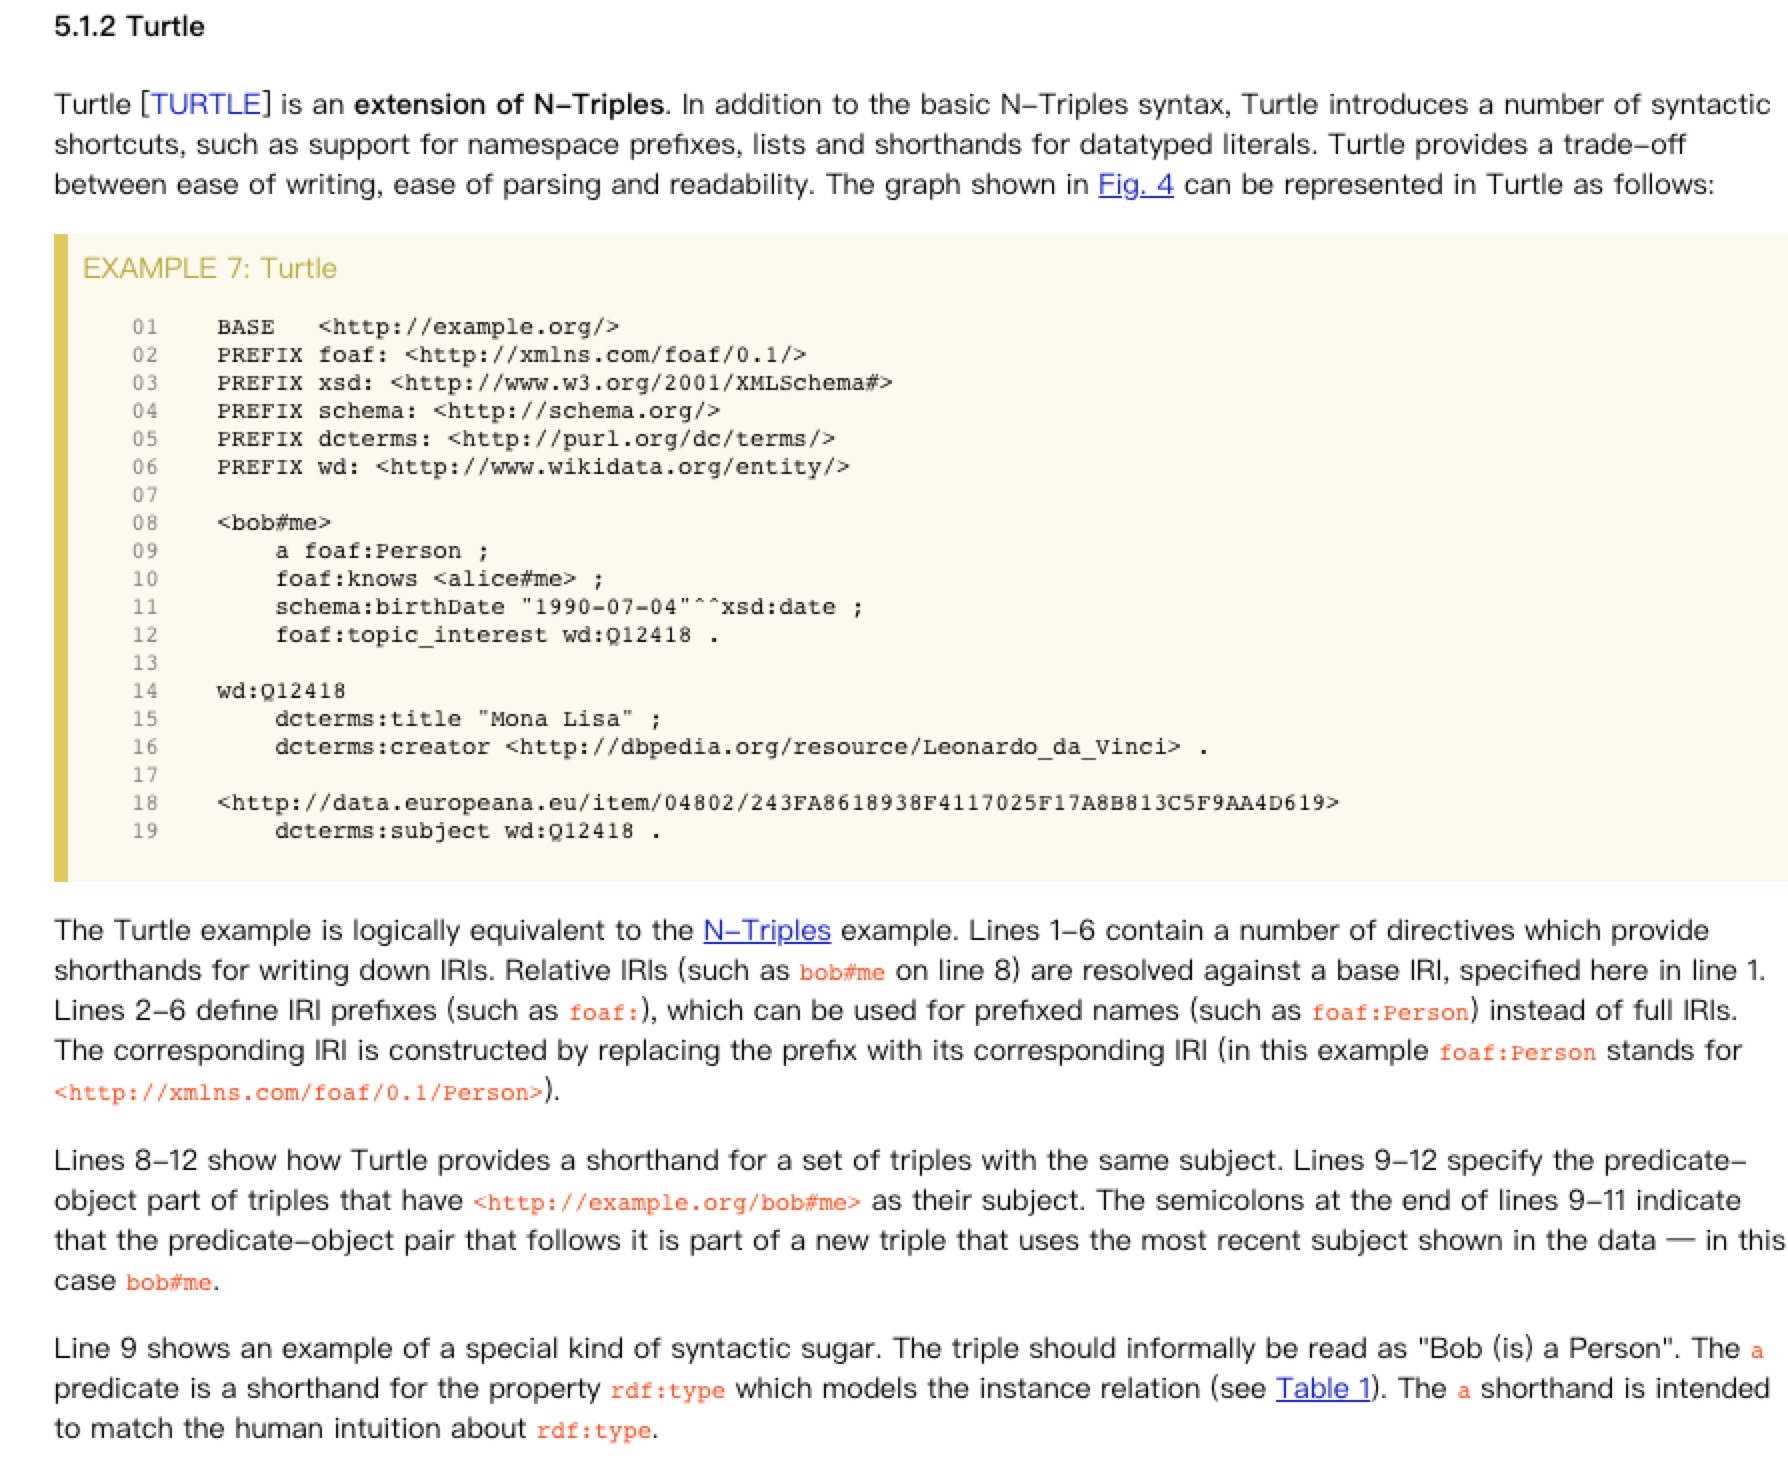 5.1.2 Turtle
Turtle [TURTLE] is an extension of N-Triples. In addition to the basic N-Triples syntax, Turtle introduces a number of syntactic
shortcuts, such as support for namespace prefixes, lists and shorthands for datatyped literals. Turtle provides a trade-off
between ease of writing, ease of parsing and readability. The graph shown in Fig. 4 can be represented in Turtle as follows:
EXAMPLE 7: Turtle
01 BASE <http://example.org/>
02 PREFIX foaf: <http://xmlns.com/foaf/0.1/>
03 PREFIX xsd: <http://www.w3.org/2001/XMLSchema#>
04 PREFIX schema: <http://schema.org/>
05 PREFIX dcterms: <http://purl.org/dc/terms/>
06 PREFIX wd: <http://www.wikidata.org/entity/>
07
08 <bob#me>
09 a foaf:Person ;
10 foaf:knows <alice#me> ;
11 schema:birthDate "1990-07-04"^^xsd:date ;
12 foaf:topic_interest wd:Q12418 .
13
14 wd:Q12418
15 dcterms:title "Mona Lisa" ;
16 dcterms:creator <http://dbpedia.org/resource/Leonardo_da_Vinci> .
17
18 <http://data.europeana.eu/item/04802/243FA8618938F4117025F17A8B813C5F9AA4D619>
19 dcterms:subject wd:Q12418 .
The Turtle example is logically equivalent to the N-Triples example. Lines 1-6 contain a number of directives which provide
shorthands for writing down IRIs. Relative IRIs (such as bob#me on line 8) are resolved against a base IRI, specified here in line 1.
Lines 2-6 define IRI prefixes (such as foaf:), which can be used for prefixed names (such as foaf:Person) instead of full IRIs.
The corresponding IRI is constructed by replacing the prefix with its corresponding IRI (in this example foaf:Person stands for
<http://xmlns.com/foaf/0.1/Person>).
Lines 8-12 show how Turtle provides a shorthand for a set of triples with the same subject. Lines 9-12 specify the predicate-
object part of triples that have <http://example.org/bob#me> as their subject. The semicolons at the end of lines 9-11 indicate
that the predicate-object pair that follows it is part of a new triple that uses the most recent subject shown in the data — in this
case bob#me.
Line 9 shows an example of a special kind of syntactic sugar. The triple should informally be read as "Bob (is) a Person". The a
predicate is a shorthand for the property rdf:type which models the instance relation (see Table 1). The a shorthand is intended
to match the human intuition about rdf:type.